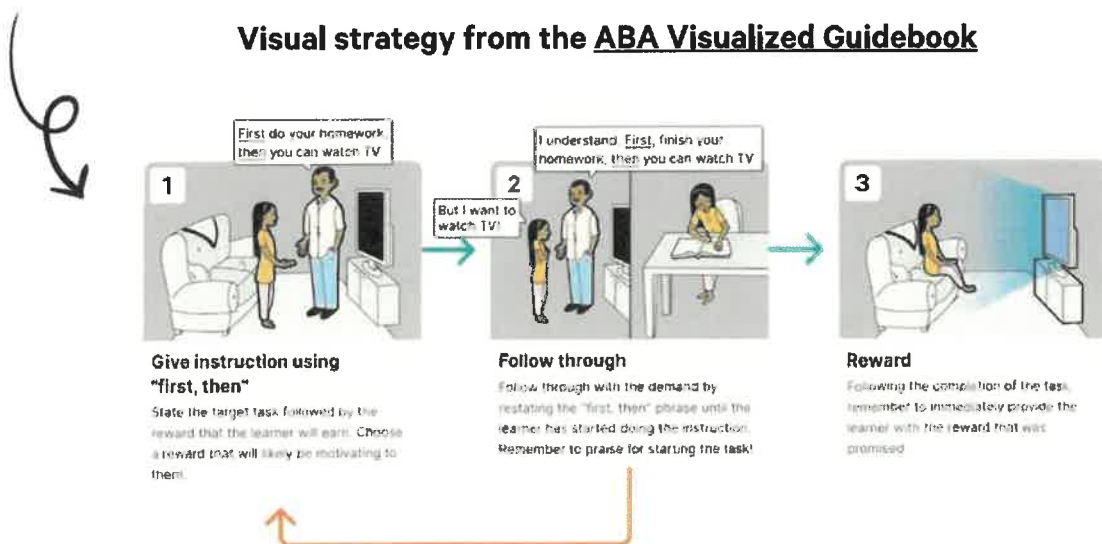 Visual strategy from the ABA Visualized Guidebook
First do your homework,
then you can watch TV
1
But I want to
watch TV!
I understand. First, finish your
homework, then you can watch TV
2
3
Give instruction using
"first, then"
State the target task followed by the
reward that the learner will earn. Choose
a reward that will likely be motivating to
them.
Follow through
Follow through with the demand by
restating the "first, then" phrase until the
learner has started doing the instruction.
Remember to praise for starting the task!
Reward
Following the completion of the task,
remember to immediately provide the
learner with the reward that was
promised